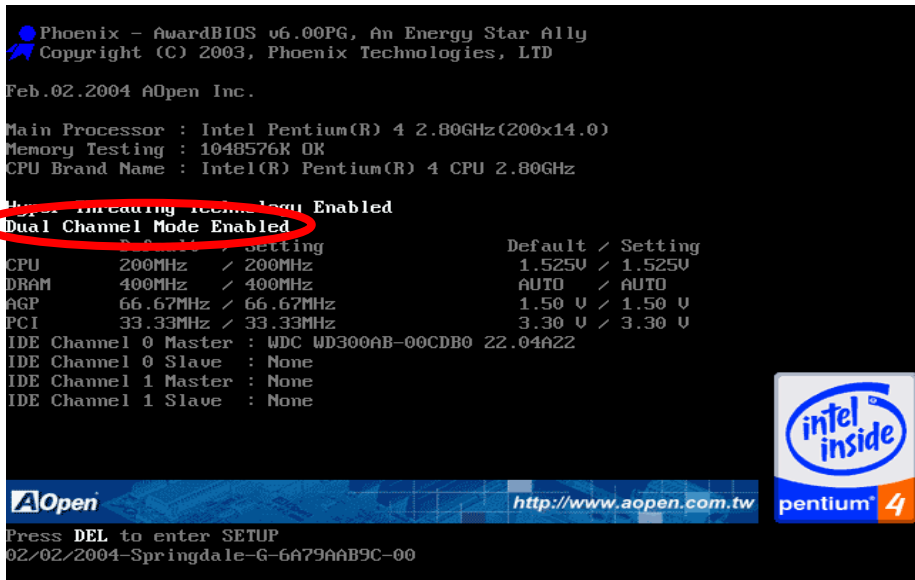 Phoenix - AwardBIOS v6.00PG, An Energy Star Ally
Copyright (C) 2003, Phoenix Technologies, LTD
Feb.02.2004 AOpen Inc.
Main Processor : Intel Pentium(R) 4 2.80GHz(200x14.0)
Memory Testing : 1048576K OK
CPU Brand Name : Intel(R) Pentium(R) 4 CPU 2.80GHz
Hyper Threading Technology Enabled
Dual Channel Mode Enabled
Default / Setting Default / Setting
CPU 200MHz / 200MHz 1.525V / 1.525V
DRAM 400MHz / 400MHz AUTO / AUTO
AGP 66.67MHz / 66.67MHz 1.50 V / 1.50 V
PCI 33.33MHz / 33.33MHz 3.30 V / 3.30 V
IDE Channel 0 Master : WDC WD300AB-00CDB0 22.04A22
IDE Channel 0 Slave : None
IDE Channel 1 Master : None
IDE Channel 1 Slave : None
intel
inside
AOpen http://www.aopen.com.tw pentium® 4
Press DEL to enter SETUP
02/02/2004-Springdale-G-6A79AAB9C-00